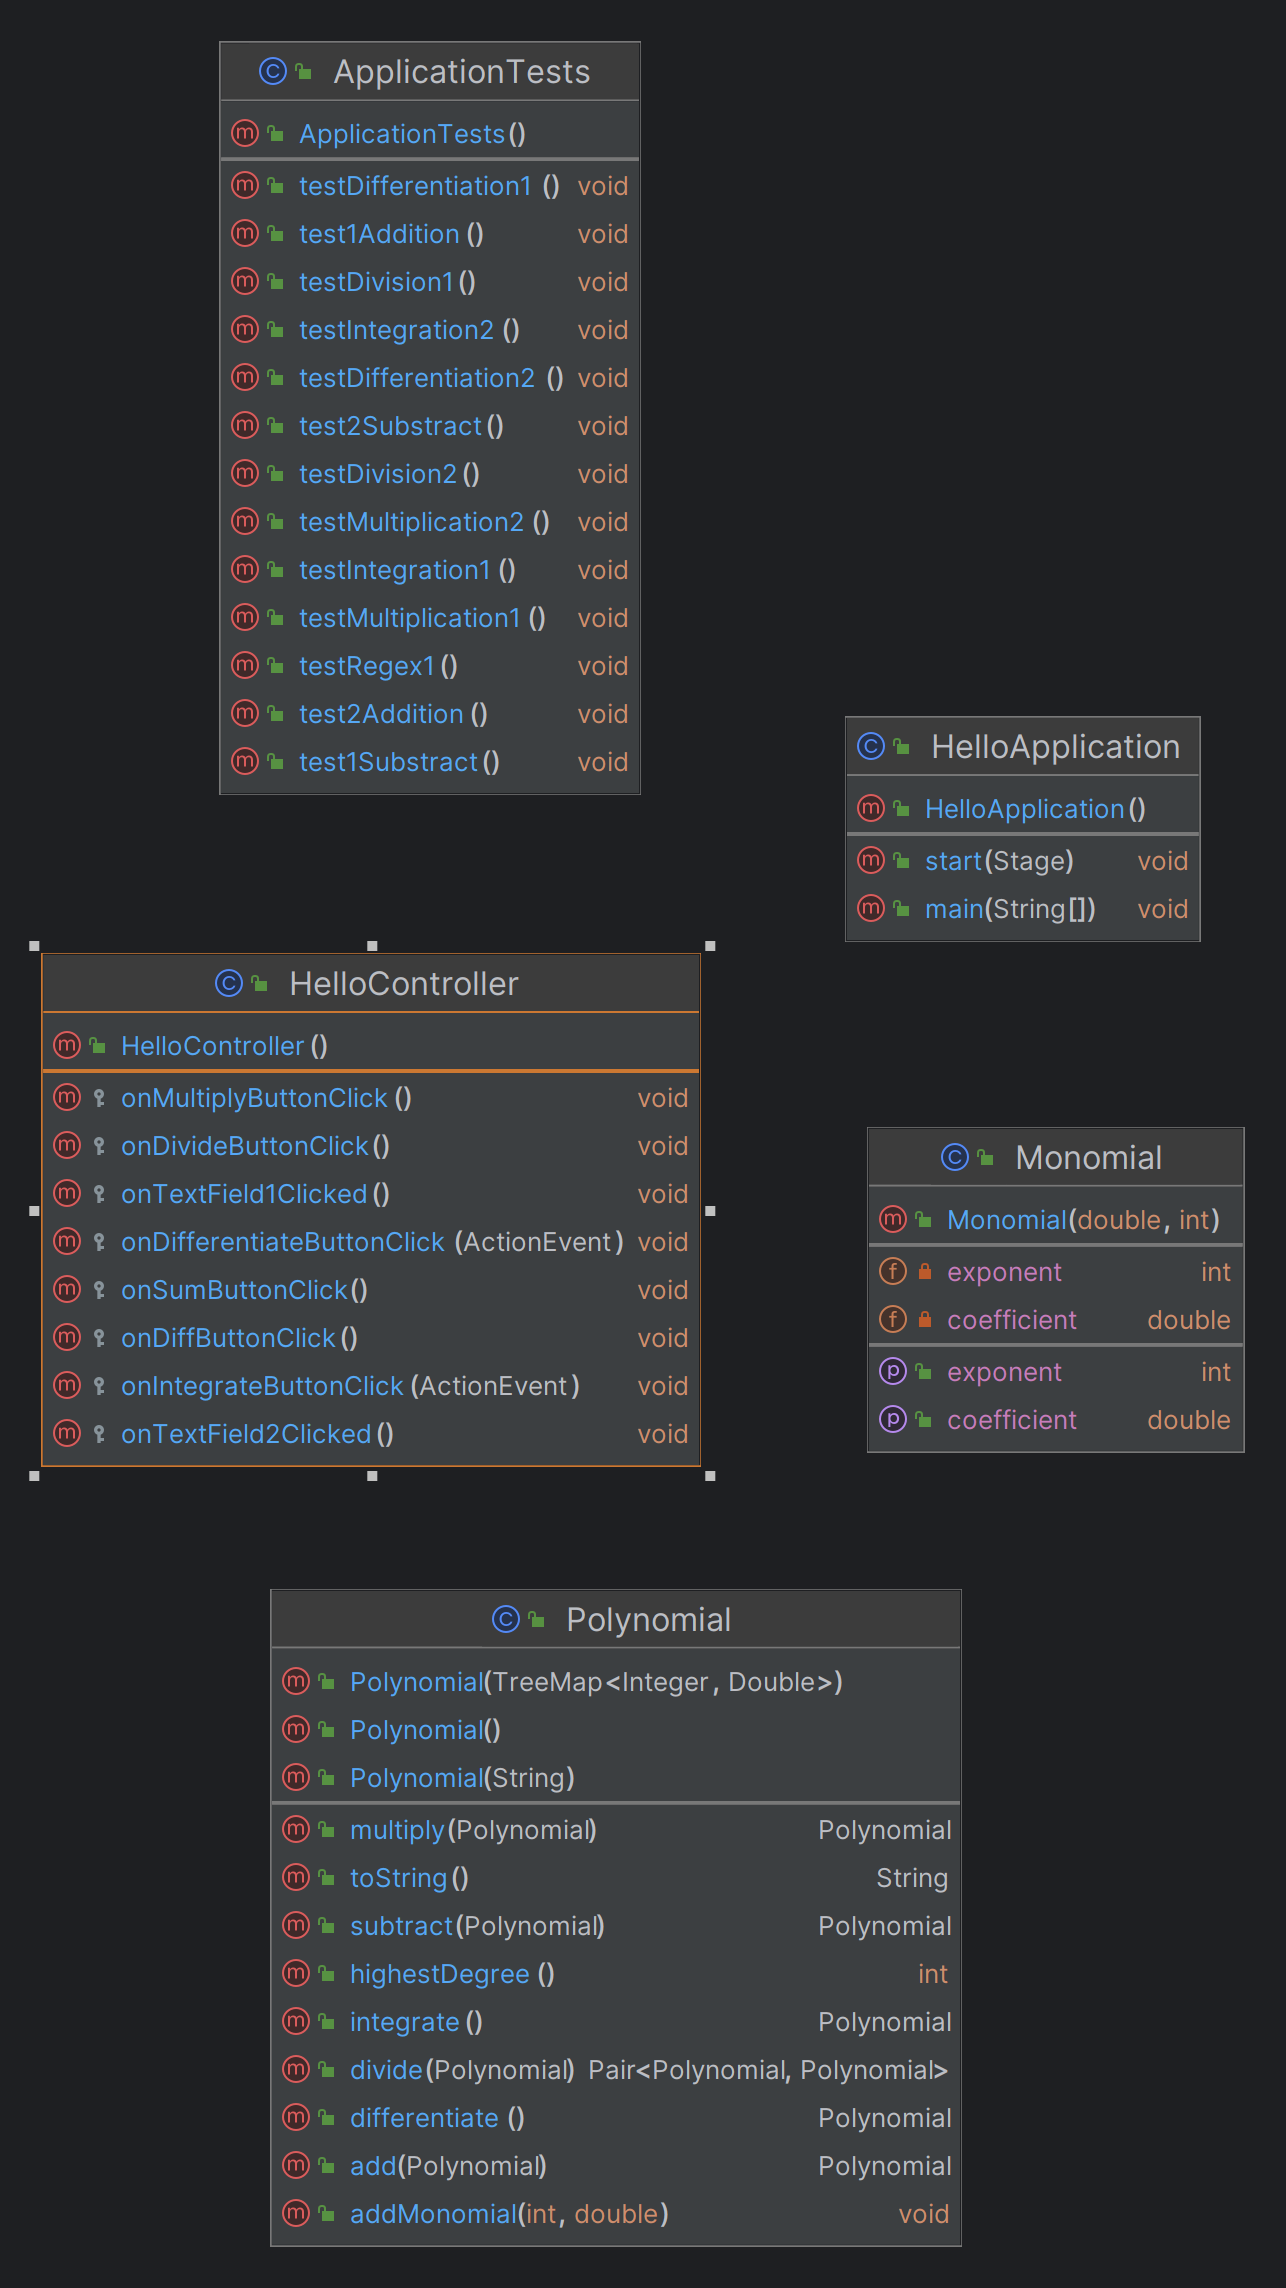 ApplicationTests
ApplicationTests()
testDifferentiation1 () void
test1Addition () void
testDivision1 () void
testIntegration2 () void
testDifferentiation2 () void
test2Substract () void
testDivision2 () void
testMultiplication2 () void
testIntegration1 () void
testMultiplication1 () void
testRegex1 () void
test2Addition () void
test1Substract () void
HelloApplication
HelloApplication()
start(Stage) void
main(String[]) void
HelloController
HelloController ()
onMultiplyButtonClick () void
onDivideButtonClick () void
onTextField1Clicked () void
onDifferentiateButtonClick (ActionEvent) void
onSumButtonClick() void
onDiffButtonClick () void
onIntegrateButtonClick (ActionEvent) void
onTextField2Clicked () void
Monomial
Monomial(double, int)
exponent int
coefficient double
exponent int
coefficient double
Polynomial
Polynomial(TreeMap<Integer, Double>)
Polynomial()
Polynomial(String)
multiply(Polynomial) Polynomial
toString() String
subtract(Polynomial) Polynomial
highestDegree () int
integrate () Polynomial
divide(Polynomial) Pair<Polynomial, Polynomial>
differentiate () Polynomial
add(Polynomial) Polynomial
addMonomial(int, double) void